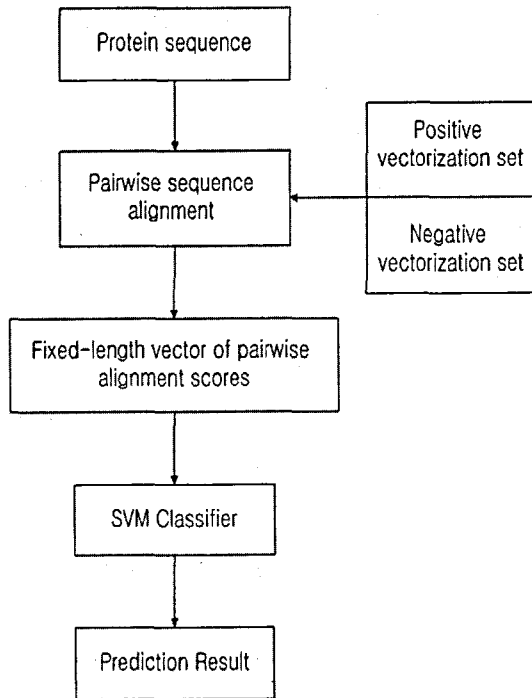 Protein sequence
Pairwise sequence
alignment
Positive
vectorization set
Negative
vectorization set
Fixed-length vector of pairwise
alignment scores
SVM Classifier
Prediction Result